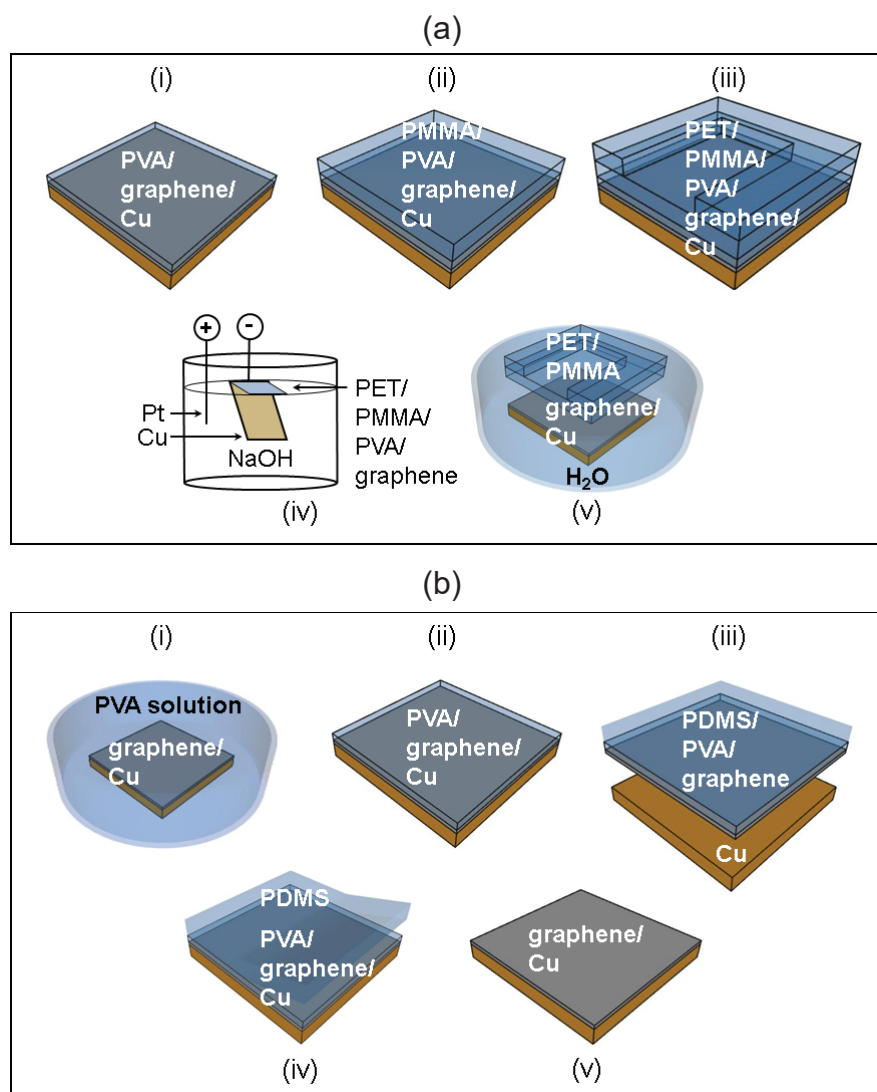 (a)
(i) (ii) (iii)
PVA/
graphene/
Cu
PMMA/
PVA/
graphene/
Cu
PET/
PMMA/
PVA/
graphene/
Cu
+ -
Pt
Cu
NaOH
PET/
PMMA/
PVA/
graphene
(iv)
PET/
PMMA
graphene/
Cu
H₂O
(v)
(b)
(i) (ii) (iii)
PVA solution
graphene/
Cu
PVA/
graphene/
Cu
PDMS/
PVA/
graphene
Cu
PDMS
PVA/
graphene/
Cu
(iv)
graphene/
Cu
(v)